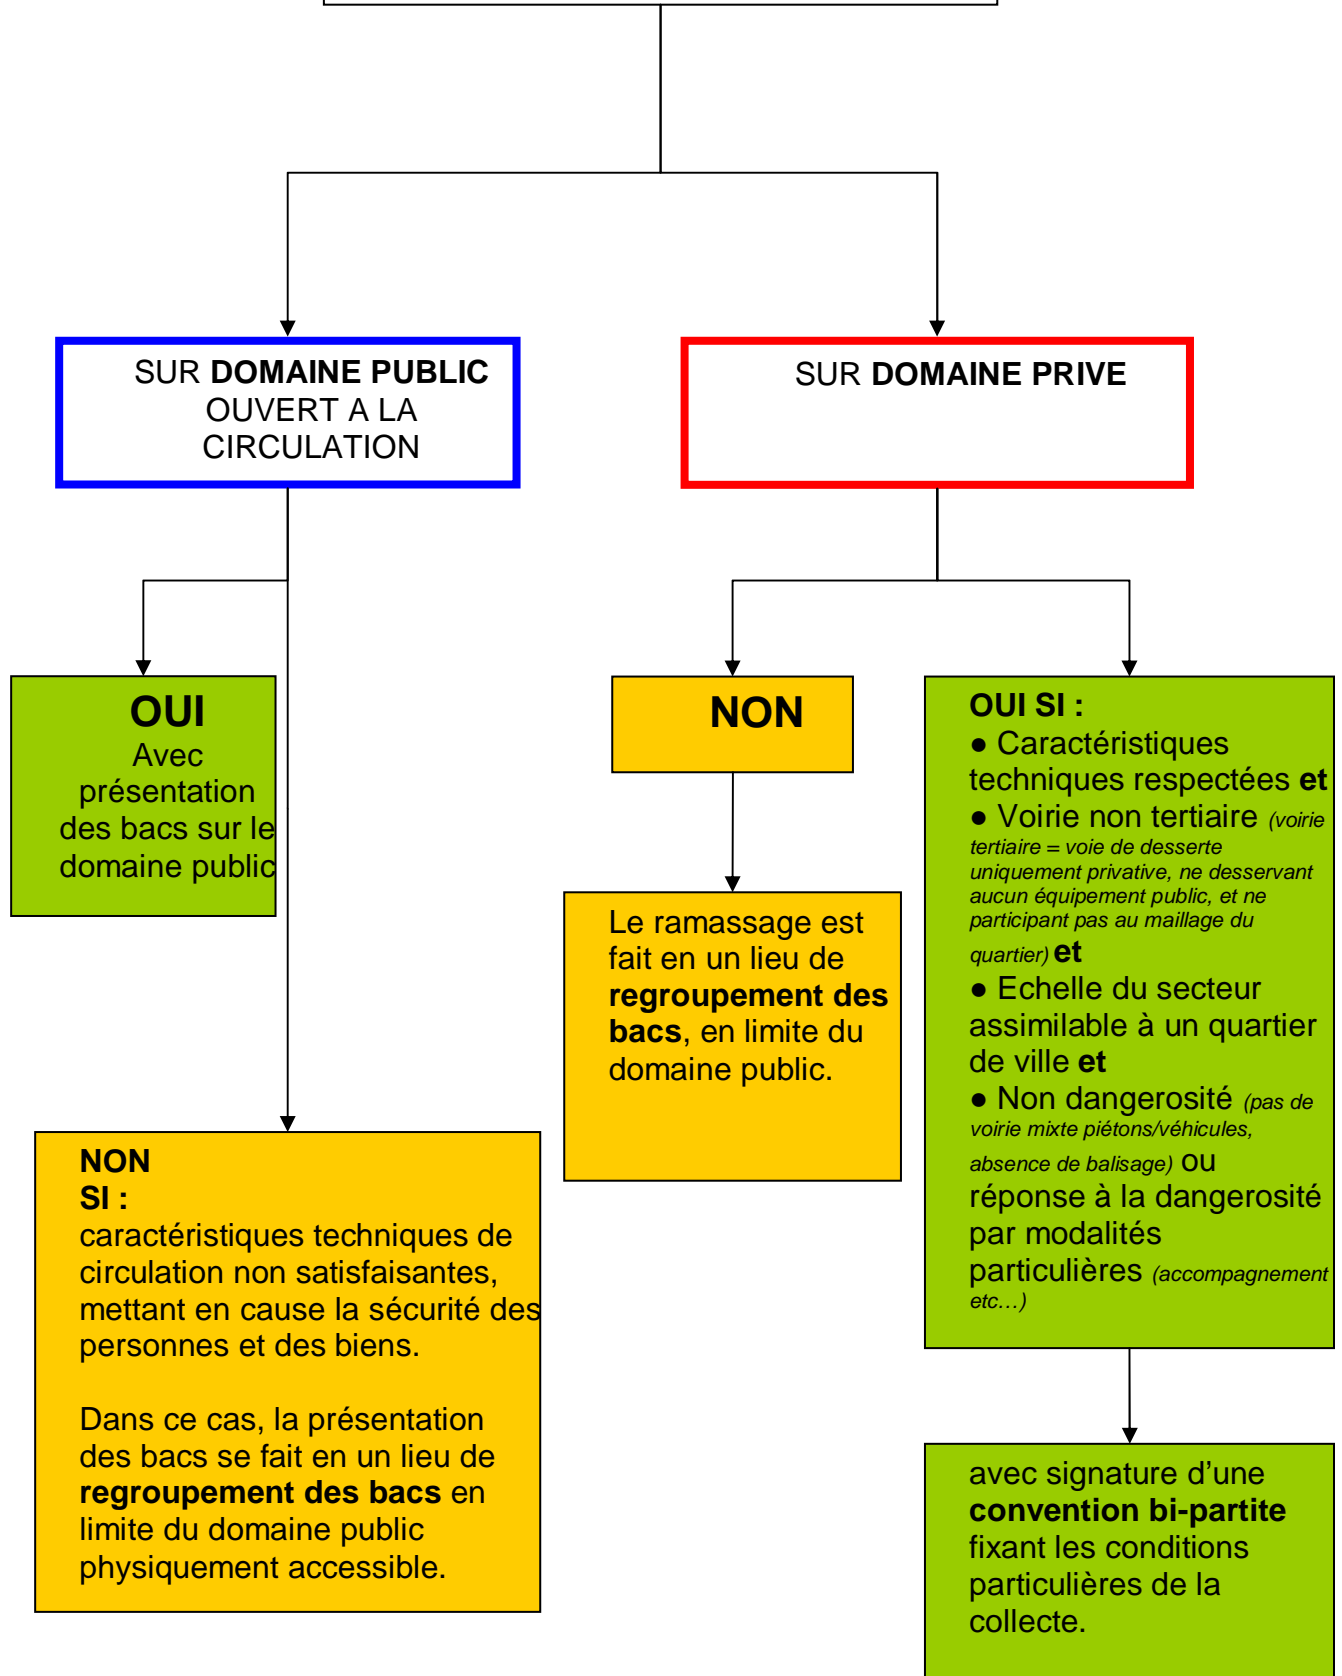 SUR DOMAINE PUBLIC
OUVERT A LA
CIRCULATION
SUR DOMAINE PRIVE
OUI
Avec
présentation
des bacs sur le
domaine public
NON
SI :
caractéristiques techniques de
circulation non satisfaisantes,
mettant en cause la sécurité des
personnes et des biens.
Dans ce cas, la présentation
des bacs se fait en un lieu de
regroupement des bacs en
limite du domaine public
physiquement accessible.
NON
Le ramassage est
fait en un lieu de
regroupement des
bacs, en limite du
domaine public.
OUI SI :
● Caractéristiques
techniques respectées et
● Voirie non tertiaire (voirie
tertiaire = voie de desserte
uniquement privative, ne desservant
aucun équipement public, et ne
participant pas au maillage du
quartier) et
● Echelle du secteur
assimilable à un quartier
de ville et
● Non dangerosité (pas de
voirie mixte piétons/véhicules,
absence de balisage) ou
réponse à la dangerosité
par modalités
particulières (accompagnement
etc…)
avec signature d’une
convention bi-partite
fixant les conditions
particulières de la
collecte.